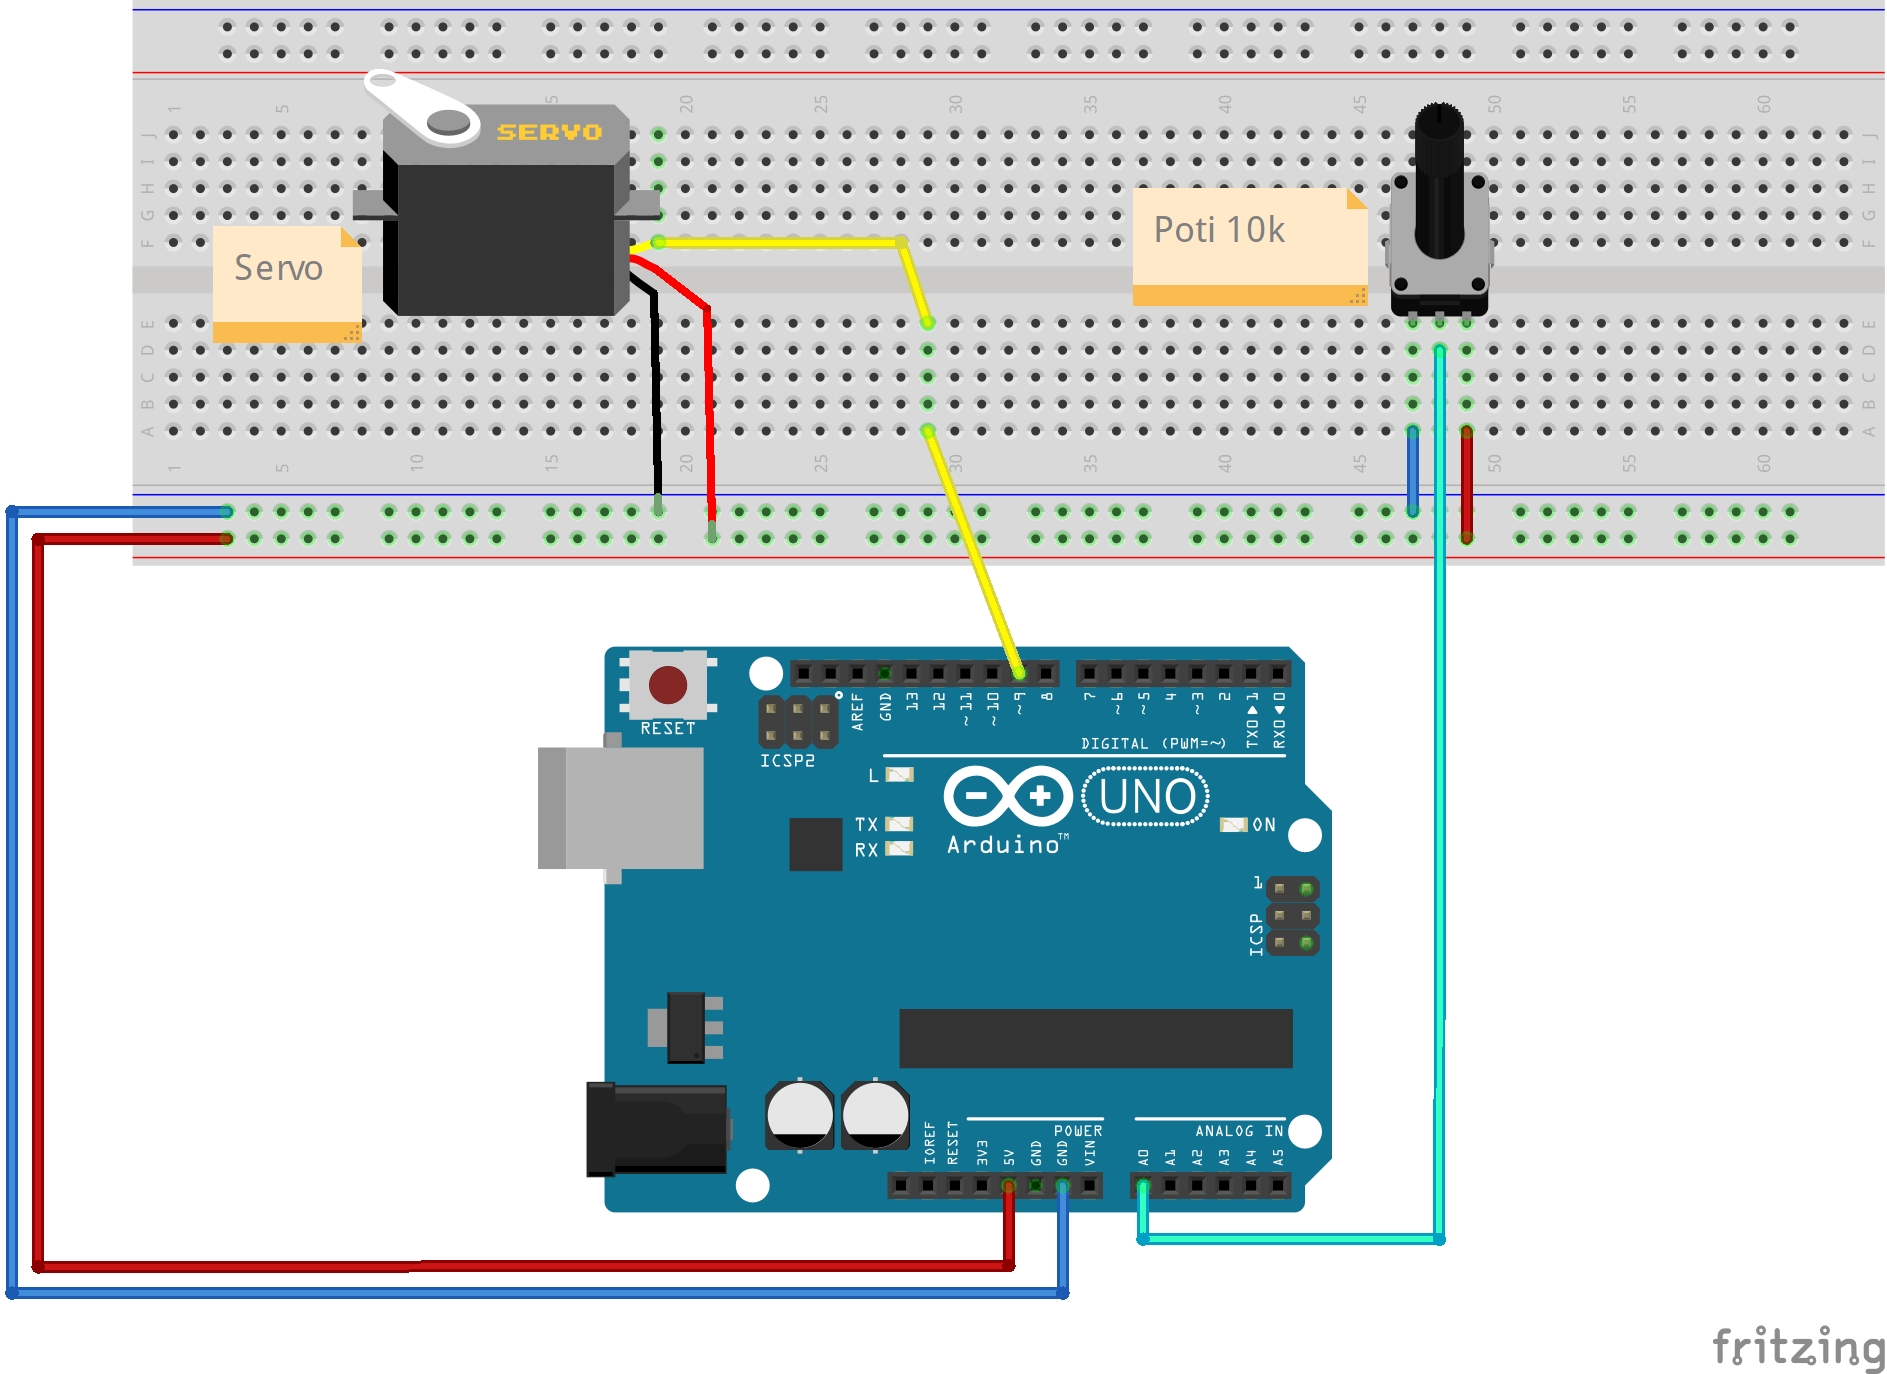 1 5 5 20 25 30 35 40 45 50 55 60
J J
I I
H H
G G
F F
SERVO
Servo
Poti 10k
E E
D D
C C
B B
A A
1 5 10 15 20 25 30 35 40 45 50 55 60
RESET
AREF GND 13 12 ~11 ~10 ~9 8 7 ~6 ~5 4 ~3 2 TX0▶1 RX0◀0
ICSP2
DIGITAL (PWM=~)
L
TX
RX
UNO
Arduino™
ON
1
ICSP
POWER
ANALOG IN
IOREF RESET 3V3 5V GND GND VIN A0 A1 A2 A3 A4 A5
fritzing